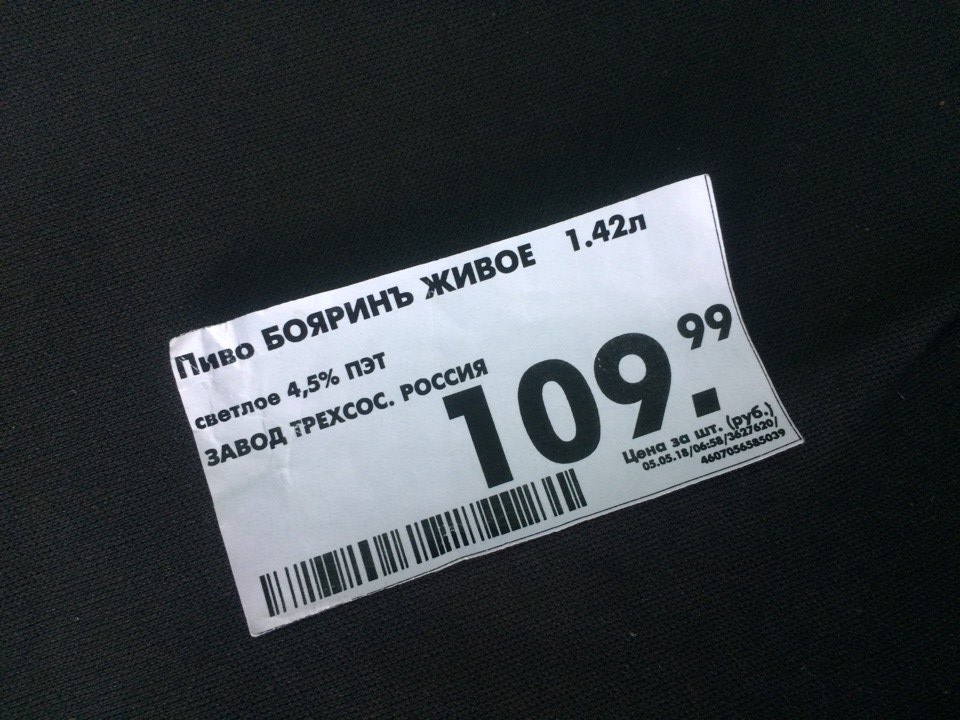 Пиво БОЯРИНЪ ЖИВОЕ 1.42л
светлое 4,5% ПЭТ
ЗАВОД ТРЕХСОС. РОССИЯ
109.99
Цена за шт. (руб.)
05.05.18/06:58/3627620/
4607056585039